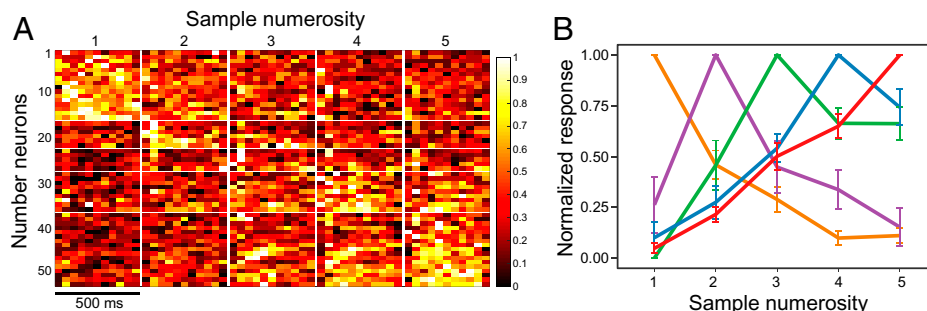 A
Sample numerosity
1 2 3 4 5
Number neurons
1
10
20
30
40
50
500 ms
1
0.9
0.8
0.7
0.6
0.5
0.4
0.3
0.2
0.1
0
B
Normalized response
1.00
0.75
0.50
0.25
0.00
1 2 3 4 5
Sample numerosity